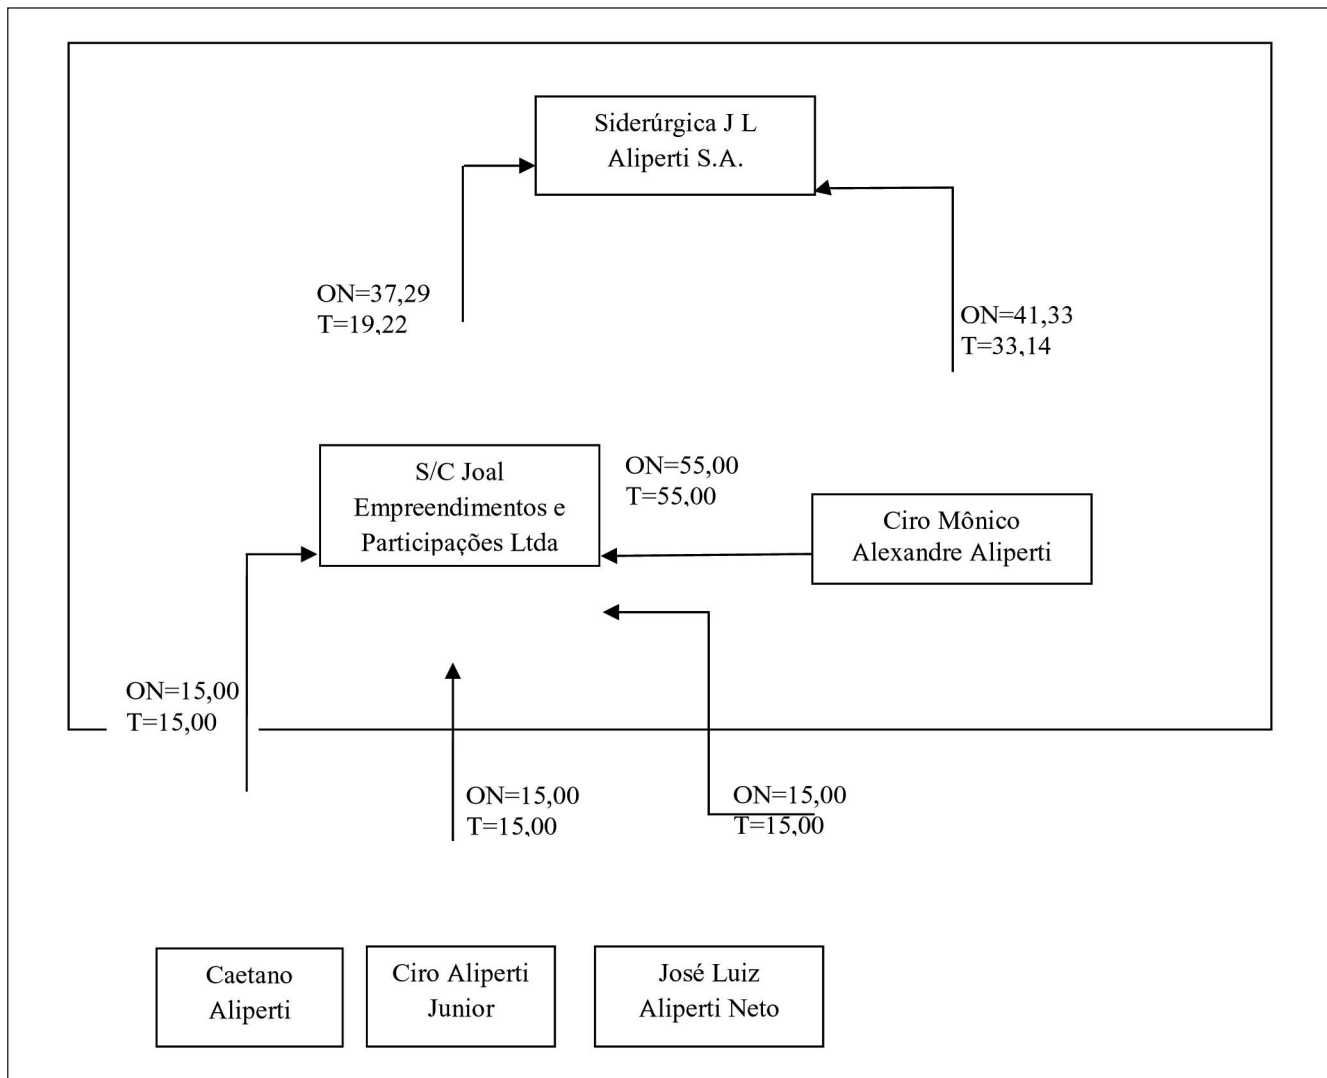 Siderúrgica J L
Aliperti S.A.
ON=37,29
T=19,22
ON=41,33
T=33,14
S/C Joal
Empreendimentos e
Participações Ltda
ON=55,00
T=55,00
Ciro Mônico
Alexandre Aliperti
ON=15,00
T=15,00
ON=15,00
T=15,00
ON=15,00
T=15,00
Caetano
Aliperti
Ciro Aliperti
Junior
José Luiz
Aliperti Neto